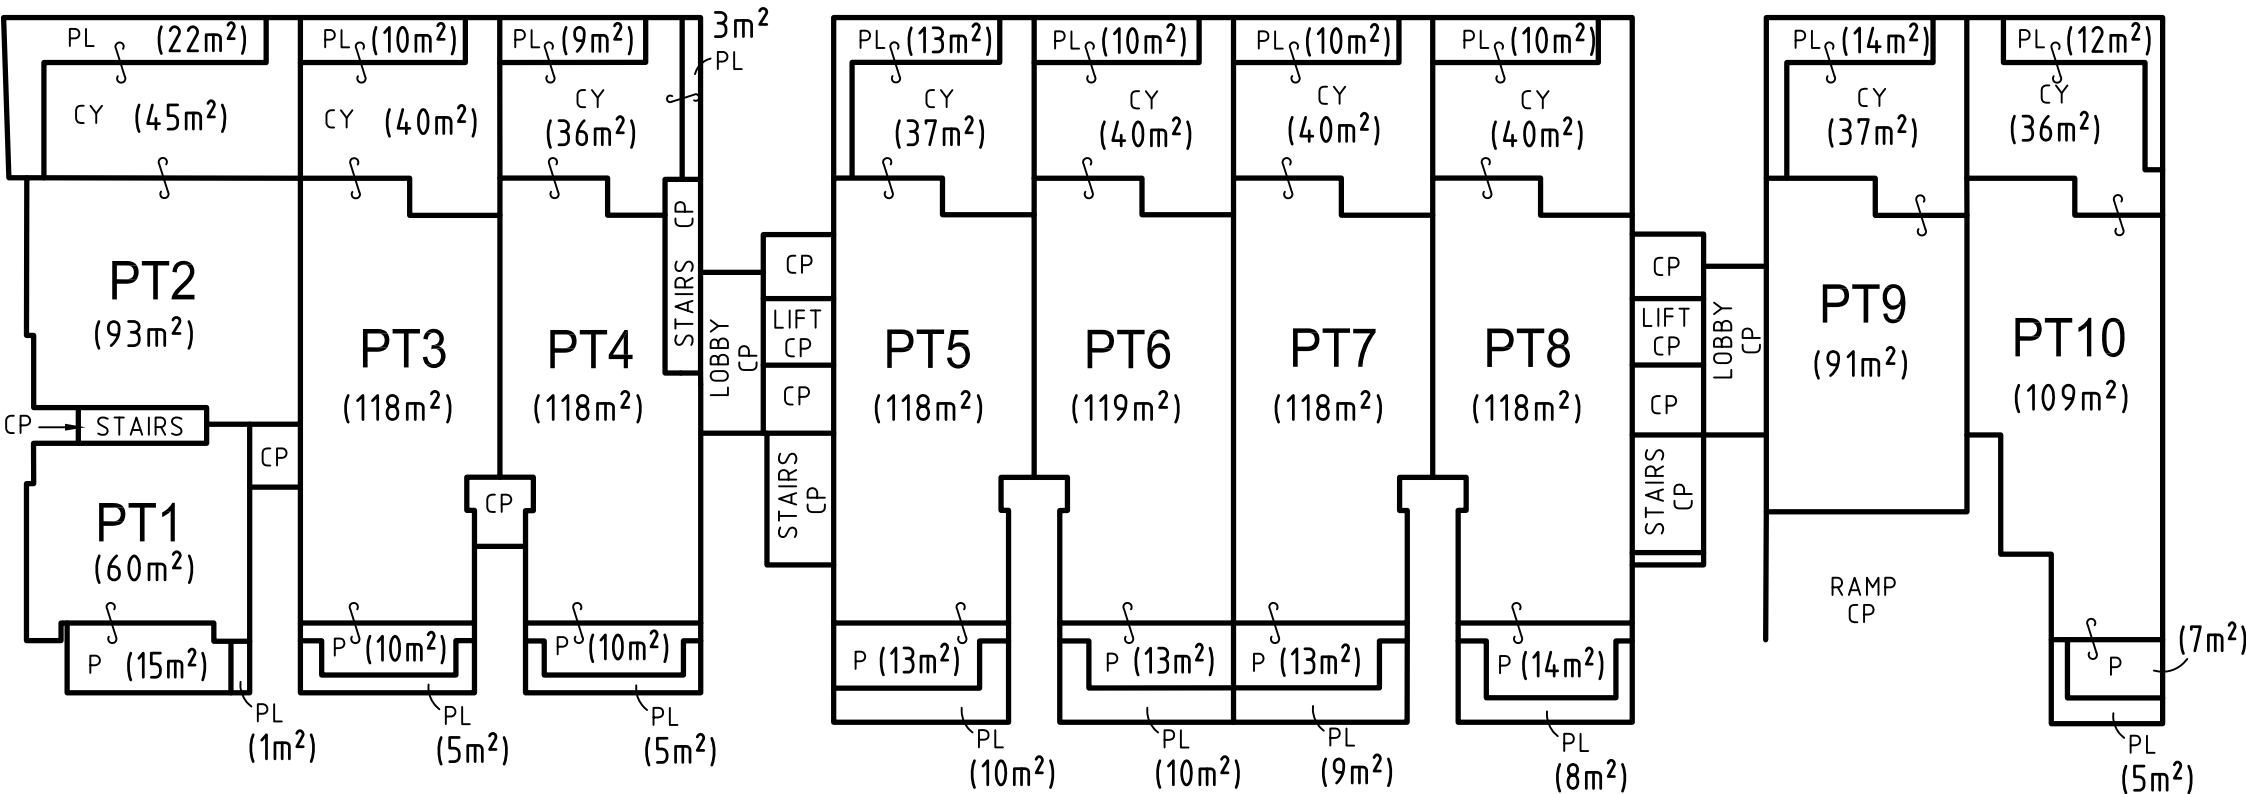 PL (22m²)
PL (10m²)
PL (9m²)
3m²
PL
PL (13m²)
PL (10m²)
PL (10m²)
PL (10m²)
PL (14m²)
PL (12m²)
CY (45m²)
CY (40m²)
CY
(36m²)
CY
(37m²)
CY
(40m²)
CY
(40m²)
CY
(40m²)
CY
(37m²)
CY
(36m²)
PT2
(93m²)
PT3
(118m²)
PT4
(118m²)
STAIRS CP
LOBBY
CP
CP
LIFT
CP
CP
STAIRS
CP
PT5
(118m²)
PT6
(119m²)
PT7
(118m²)
PT8
(118m²)
CP
LIFT
CP
CP
STAIRS
CP
LOBBY
CP
PT9
(91m²)
PT10
(109m²)
CP
STAIRS
CP
CP
PT1
(60m²)
RAMP
CP
P (15m²)
P (10m²)
P (10m²)
P (13m²)
P (13m²)
P (13m²)
P (14m²)
P
(7m²)
PL
(1m²)
PL
(5m²)
PL
(5m²)
PL
(10m²)
PL
(10m²)
PL
(9m²)
PL
(8m²)
PL
(5m²)